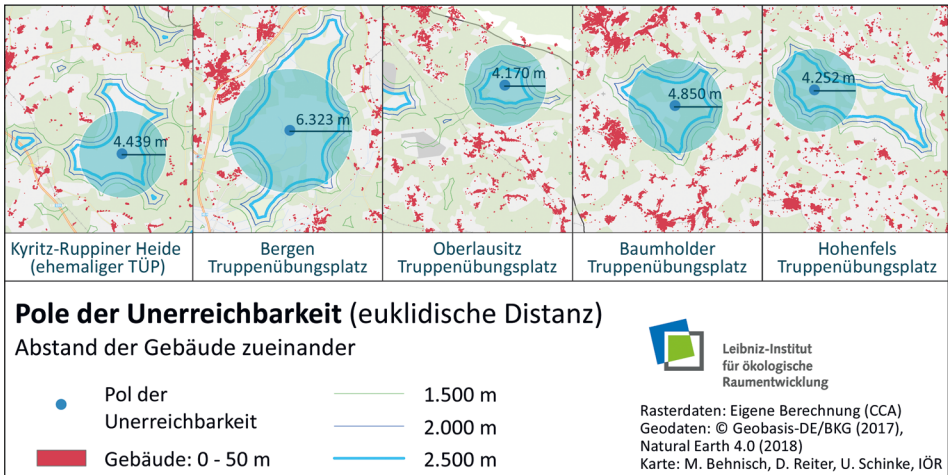 4.439 m
6.323 m
4.170 m
4.850 m
4.252 m
Kyritz-Ruppiner Heide
(ehemaliger TÜP)
Bergen
Truppenübungsplatz
Oberlausitz
Truppenübungsplatz
Baumholder
Truppenübungsplatz
Hohenfels
Truppenübungsplatz
Pole der Unerreichbarkeit (euklidische Distanz)
Abstand der Gebäude zueinander
Pol der
Unerreichbarkeit
Gebäude: 0 - 50 m
1.500 m
2.000 m
2.500 m
Leibniz-Institut
für ökologische
Raumentwicklung
Rasterdaten: Eigene Berechnung (CCA)
Geodaten: © Geobasis-DE/BKG (2017),
Natural Earth 4.0 (2018)
Karte: M. Behnisch, D. Reiter, U. Schinke, IÖR